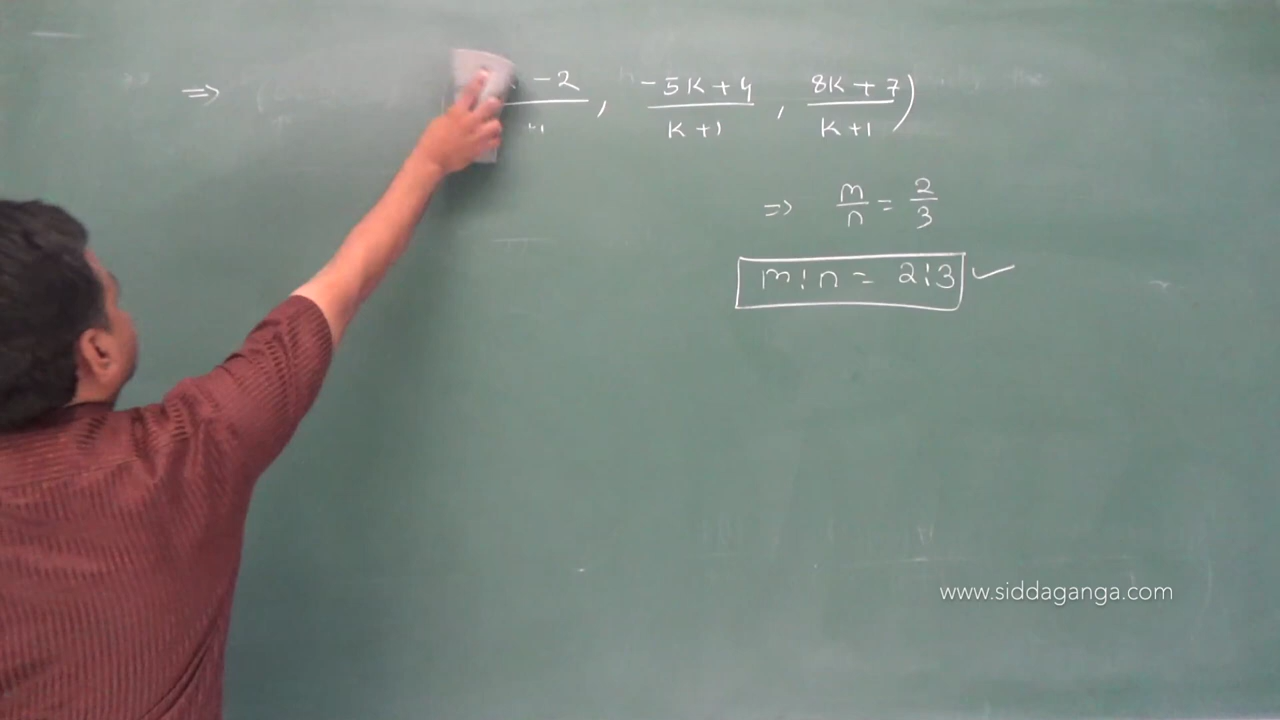 ⇒ -2 , -5K+4 / K+1 , 8K+7 / K+1 )
⇒ m/n = 2/3
m:n = 2:3 ✓
www.siddaganga.com